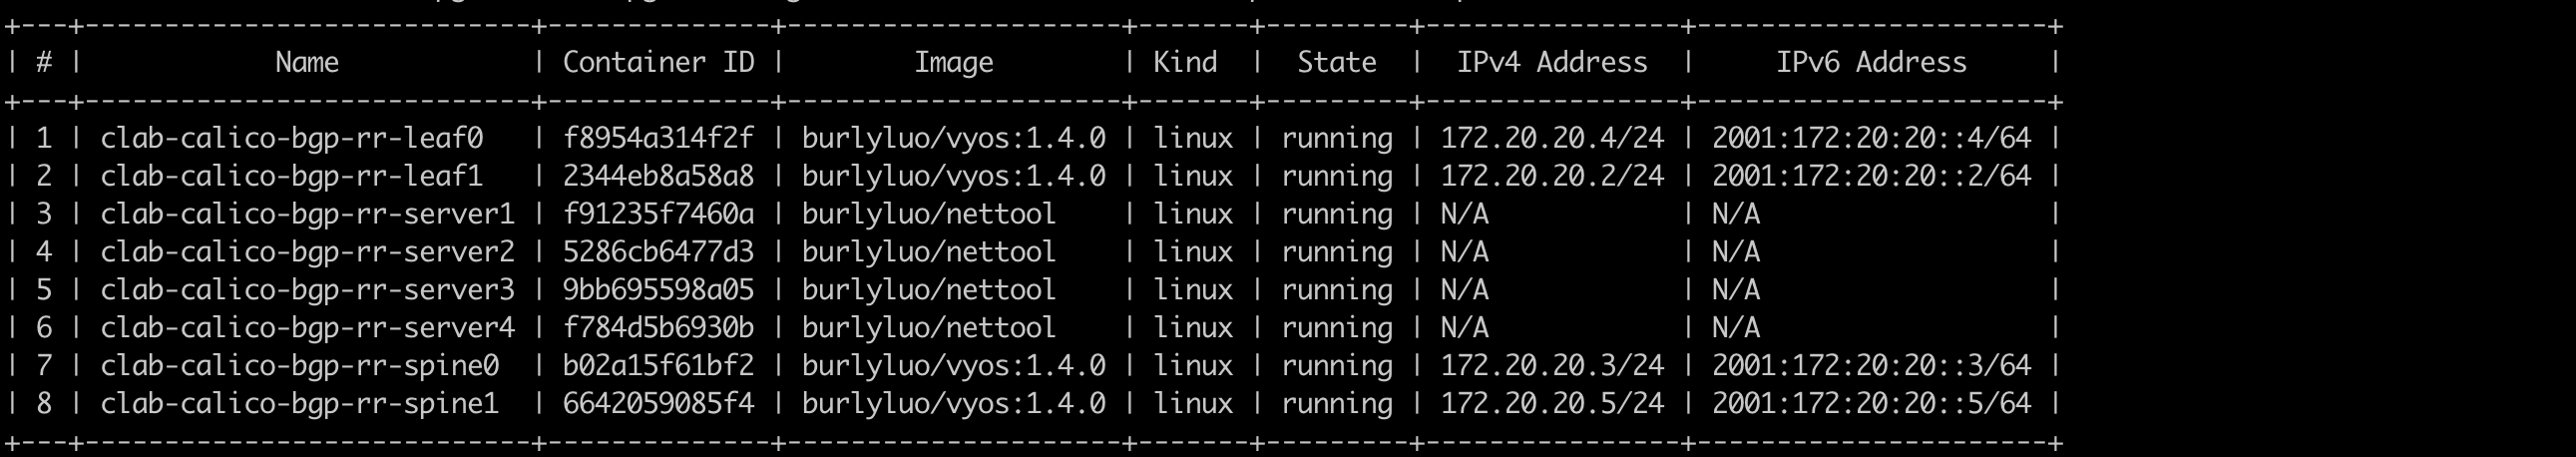 +---+----------------------------+--------------+---------------------+-------+---------+----------------+----------------------+
| # |            Name            | Container ID |        Image        | Kind  |  State  |  IPv4 Address  |     IPv6 Address     |
+---+----------------------------+--------------+---------------------+-------+---------+----------------+----------------------+
| 1 | clab-calico-bgp-rr-leaf0   | f8954a314f2f | burlyluo/vyos:1.4.0 | linux | running | 172.20.20.4/24 | 2001:172:20:20::4/64 |
| 2 | clab-calico-bgp-rr-leaf1   | 2344eb8a58a8 | burlyluo/vyos:1.4.0 | linux | running | 172.20.20.2/24 | 2001:172:20:20::2/64 |
| 3 | clab-calico-bgp-rr-server1 | f91235f7460a | burlyluo/nettool    | linux | running | N/A            | N/A                  |
| 4 | clab-calico-bgp-rr-server2 | 5286cb6477d3 | burlyluo/nettool    | linux | running | N/A            | N/A                  |
| 5 | clab-calico-bgp-rr-server3 | 9bb695598a05 | burlyluo/nettool    | linux | running | N/A            | N/A                  |
| 6 | clab-calico-bgp-rr-server4 | f784d5b6930b | burlyluo/nettool    | linux | running | N/A            | N/A                  |
| 7 | clab-calico-bgp-rr-spine0  | b02a15f61bf2 | burlyluo/vyos:1.4.0 | linux | running | 172.20.20.3/24 | 2001:172:20:20::3/64 |
| 8 | clab-calico-bgp-rr-spine1  | 6642059085f4 | burlyluo/vyos:1.4.0 | linux | running | 172.20.20.5/24 | 2001:172:20:20::5/64 |
+---+----------------------------+--------------+---------------------+-------+---------+----------------+----------------------+